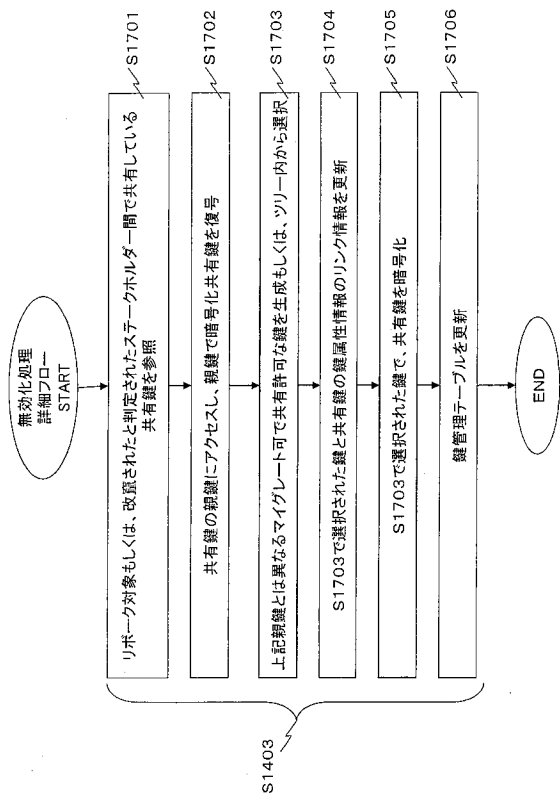 無効化処理
詳細フロー
START
リボーク対象もしくは、改竄されたと判定されたステークホルダー間で共有している
共有鍵を参照
S1701
共有鍵の親鍵にアクセスし、親鍵で暗号化共有鍵を復号
S1702
上記親鍵とは異なるマイグレート可で共有許可な鍵を生成もしくは、ツリー内から選択
S1703
S1703で選択された鍵と共有鍵の鍵属性情報のリンク情報を更新
S1704
S1703で選択された鍵で、共有鍵を暗号化
S1705
鍵管理テーブルを更新
S1706
S1403
END